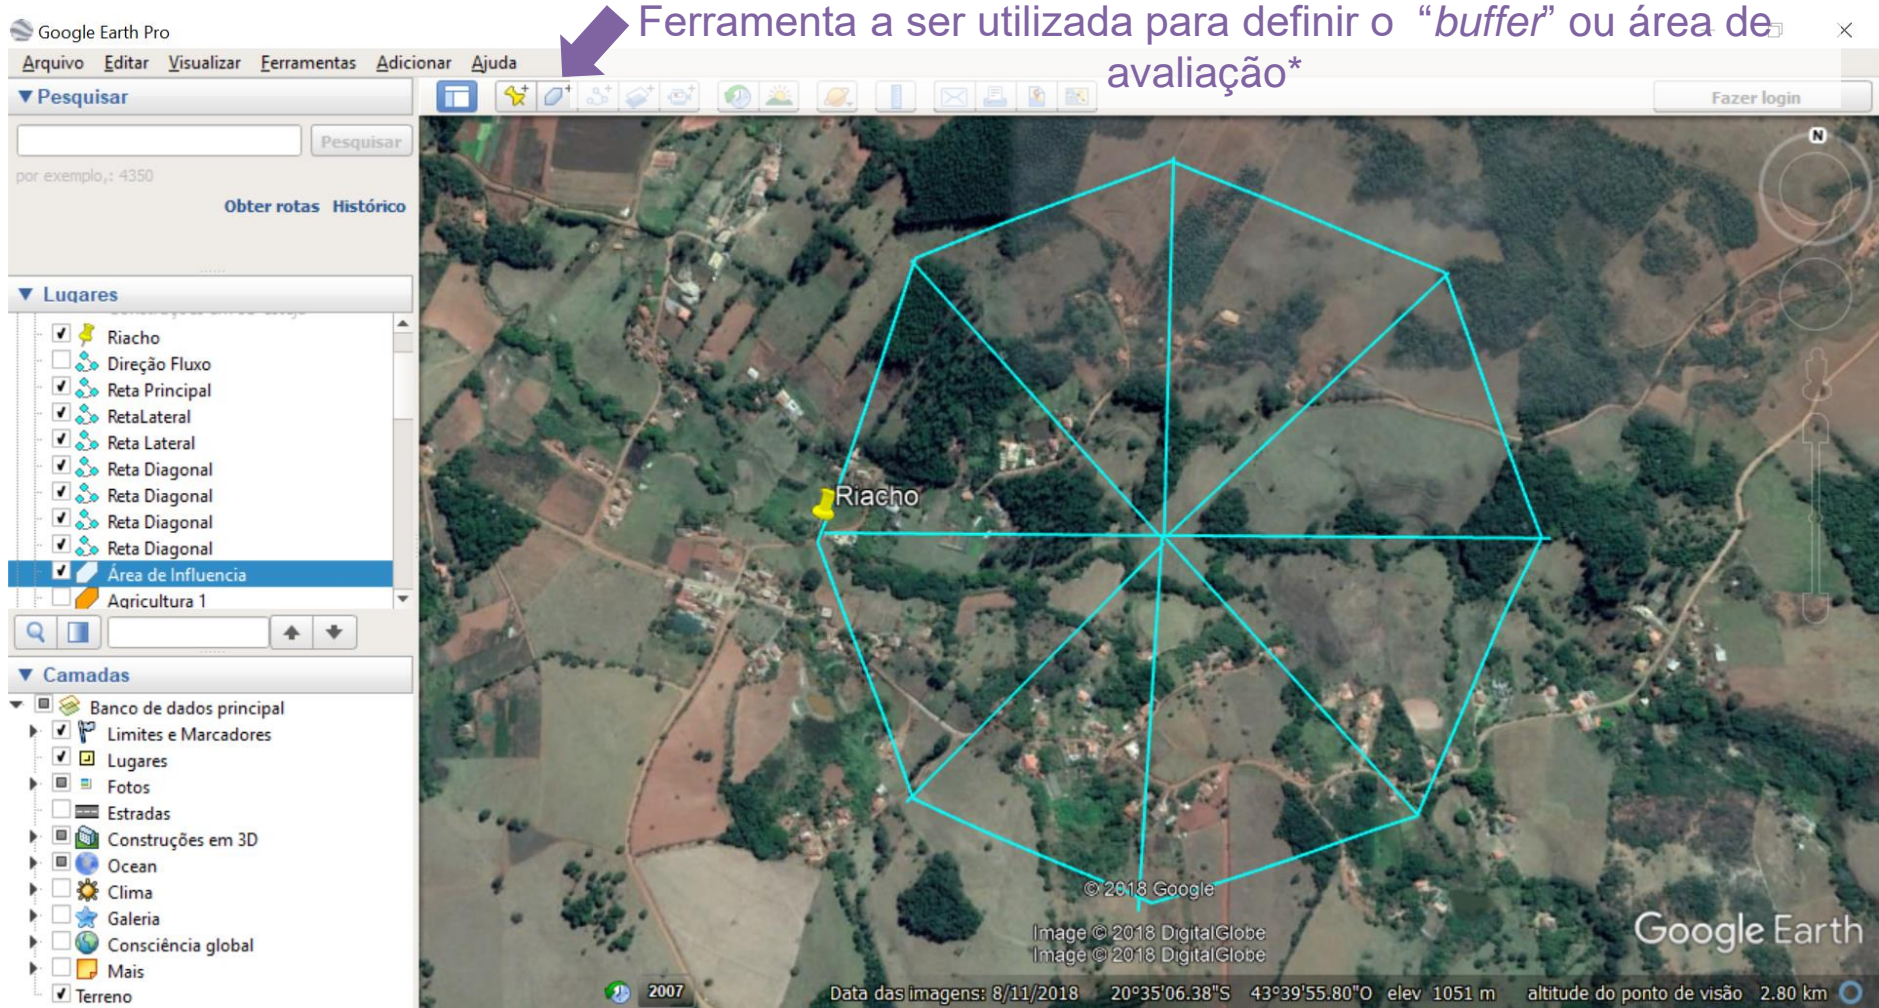 Ferramenta a ser utilizada para definir o “buffer” ou área de
avaliação*
Google Earth Pro
Arquivo Editar Visualizar Ferramentas Adicionar Ajuda
Pesquisar
Fazer login
Pesquisar
por exemplo,: 4350
Obter rotas Histórico
N
Lugares
Riacho
Direção Fluxo
Reta Principal
RetaLateral
Reta Lateral
Reta Diagonal
Reta Diagonal
Reta Diagonal
Reta Diagonal
Área de Influencia
Agricultura 1
Riacho
Camadas
Banco de dados principal
Limites e Marcadores
Lugares
Fotos
Estradas
Construções em 3D
Ocean
Clima
Galeria
Consciência global
Mais
Terreno
© 2018 Google
Image © 2018 DigitalGlobe
Image © 2018 DigitalGlobe
Google Earth
2007
Data das imagens: 8/11/2018 20°35'06.38"S 43°39'55.80"O elev 1051 m altitude do ponto de visão 2.80 km